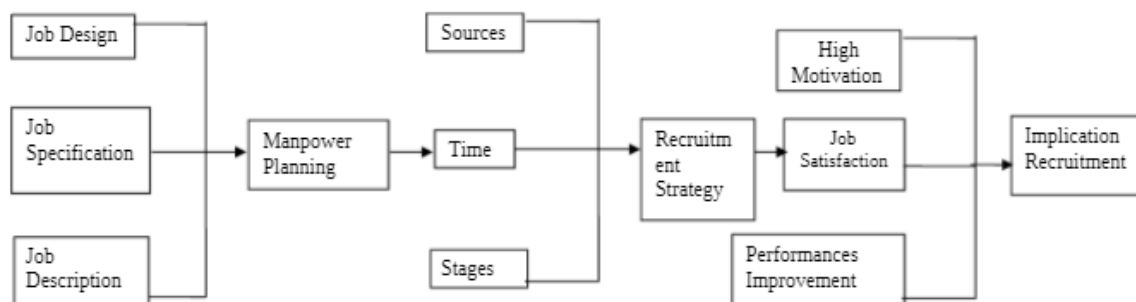 Job Design
Job
Specification
Job
Description
Manpower
Planning
Sources
Time
Stages
Recruitm
ent
Strategy
High
Motivation
Job
Satisfaction
Performances
Improvement
Implication
Recruitment